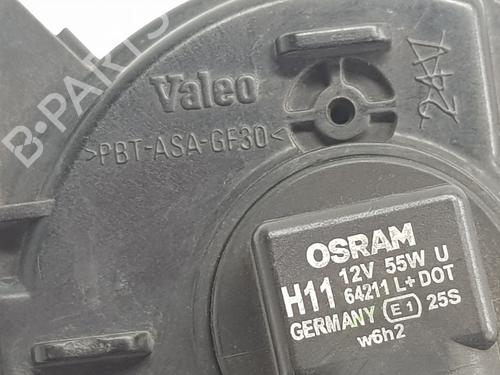 Valeo
>PBT-ASA-GF30<
B-PARTS
OSRAM
12V 55W U
H11 64211 L+ DOT
GERMANY E1 25S
w6h2